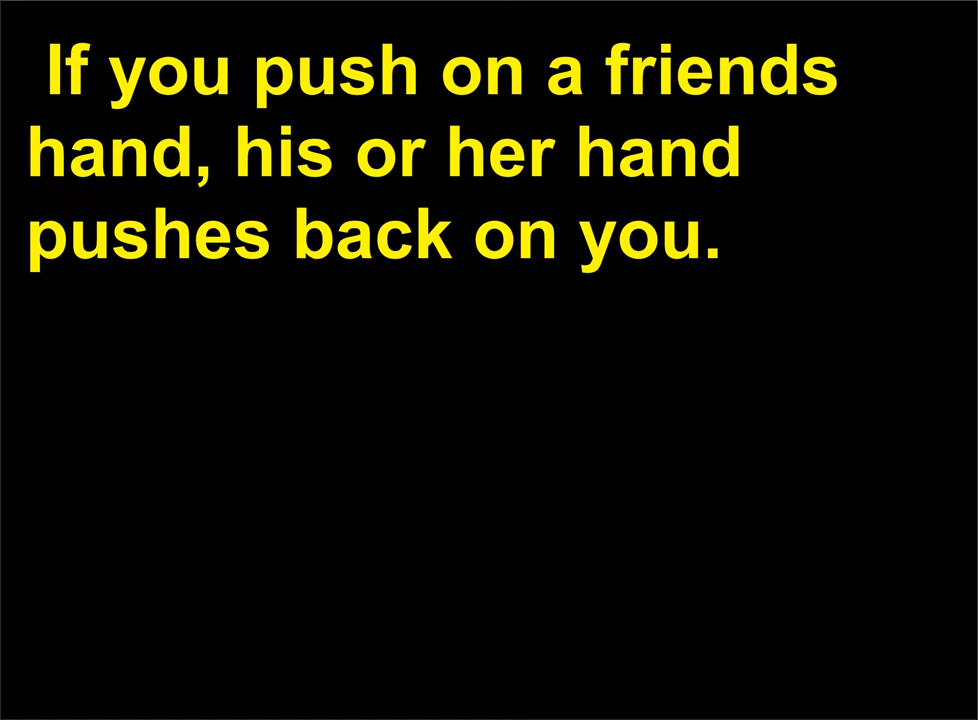 If you push on a friends
hand, his or her hand
pushes back on you.